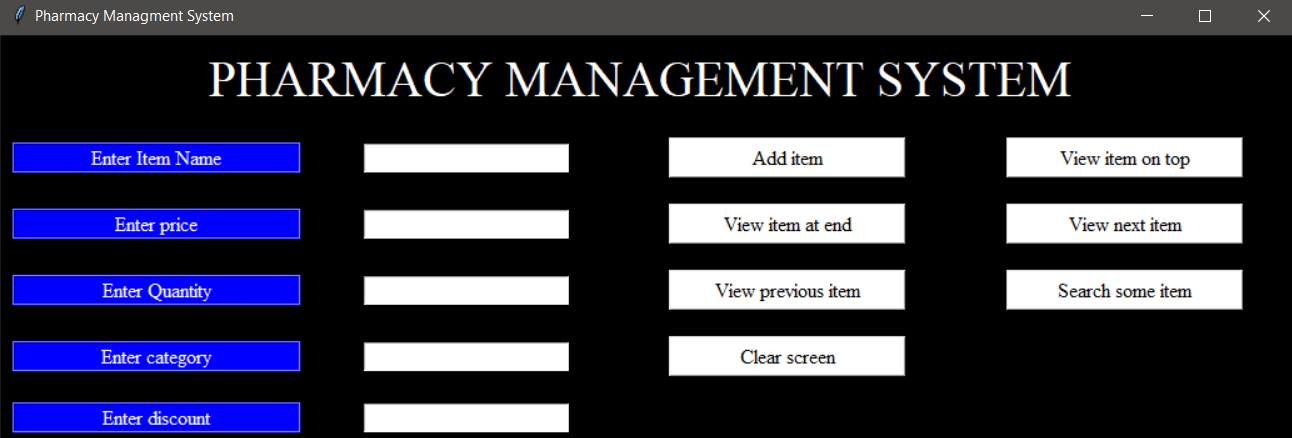 Pharmacy Managment System
PHARMACY MANAGEMENT SYSTEM
Enter Item Name
Add item
View item on top
Enter price
View item at end
View next item
Enter Quantity
View previous item
Search some item
Enter category
Clear screen
Enter discount